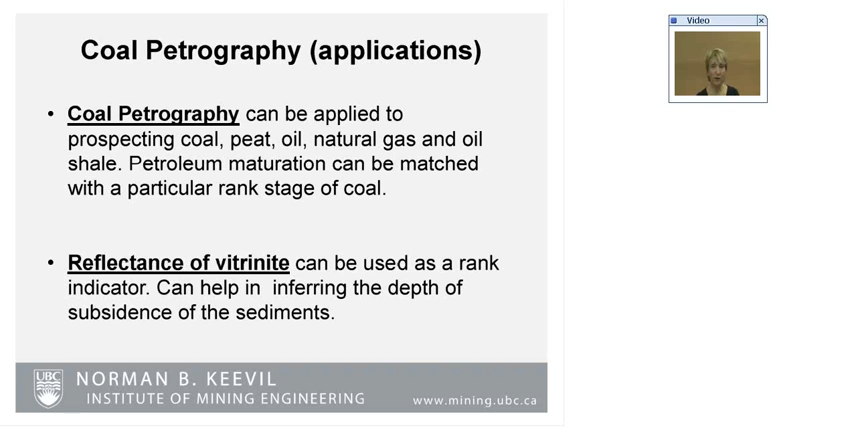 Coal Petrography (applications)
• Coal Petrography can be applied to
prospecting coal, peat, oil, natural gas and oil
shale. Petroleum maturation can be matched
with a particular rank stage of coal.
• Reflectance of vitrinite can be used as a rank
indicator. Can help in  inferring the depth of
subsidence of the sediments.
UBC
NORMAN B. KEEVIL
INSTITUTE OF MINING ENGINEERING
www.mining.ubc.ca
Video